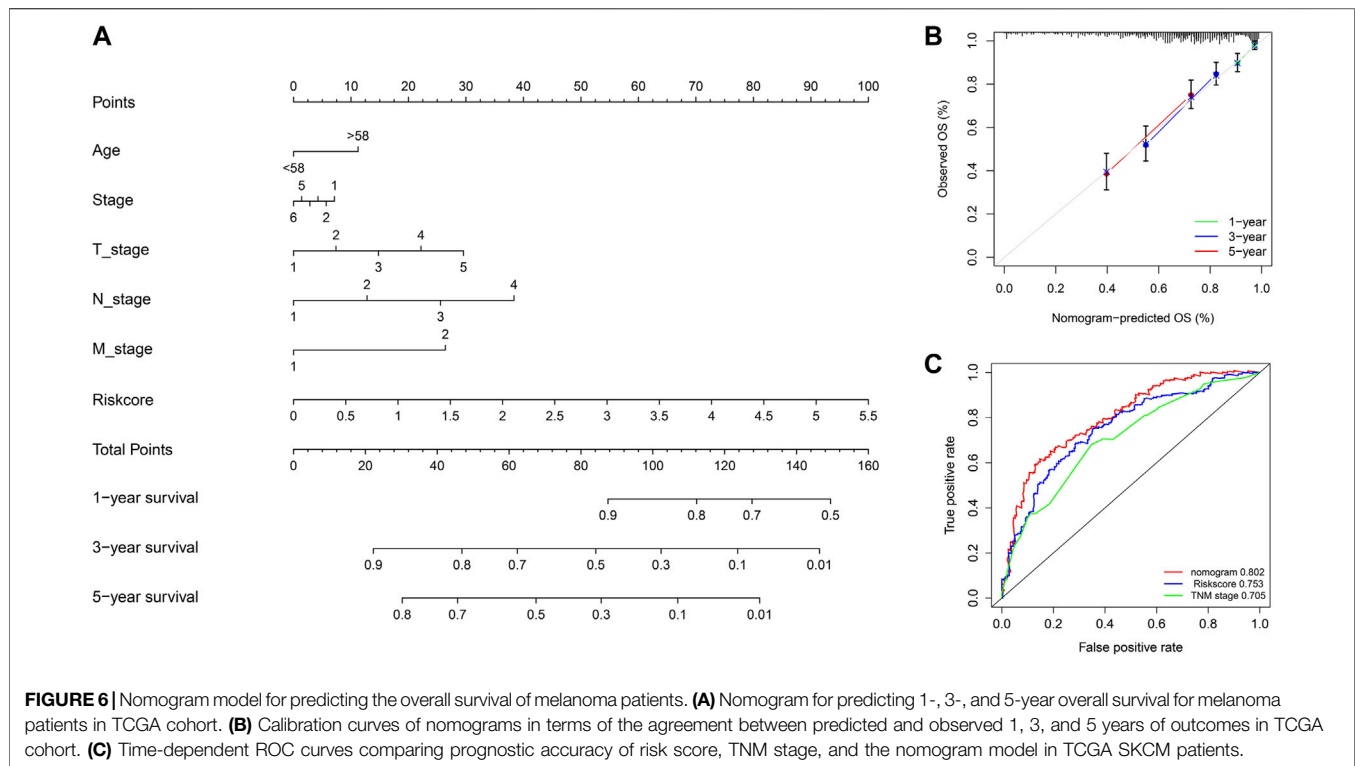 A
Points
0 10 20 30 40 50 60 70 80 90 100
Age
>58
<58
Stage
5 1
6 2
T_stage
2 4
1 3 5
N_stage
2 4
1 3
M_stage
2
1
Riskcore
0 0.5 1 1.5 2 2.5 3 3.5 4 4.5 5 5.5
Total Points
0 20 40 60 80 100 120 140 160
1−year survival
0.9 0.8 0.7 0.5
3−year survival
0.9 0.8 0.7 0.5 0.3 0.1 0.01
5−year survival
0.8 0.7 0.5 0.3 0.1 0.01
B
Observed OS (%)
1.0
0.8
0.6
0.4
0.2
0.0
1−year
3−year
5−year
0.0 0.2 0.4 0.6 0.8 1.0
Nomogram−predicted OS (%)
C
True positive rate
1.0
0.8
0.6
0.4
0.2
0.0
nomogram 0.802
Riskscore 0.753
TNM stage 0.705
0.0 0.2 0.4 0.6 0.8 1.0
False positive rate
FIGURE 6 | Nomogram model for predicting the overall survival of melanoma patients. (A) Nomogram for predicting 1-, 3-, and 5-year overall survival for melanoma
patients in TCGA cohort. (B) Calibration curves of nomograms in terms of the agreement between predicted and observed 1, 3, and 5 years of outcomes in TCGA
cohort. (C) Time-dependent ROC curves comparing prognostic accuracy of risk score, TNM stage, and the nomogram model in TCGA SKCM patients.